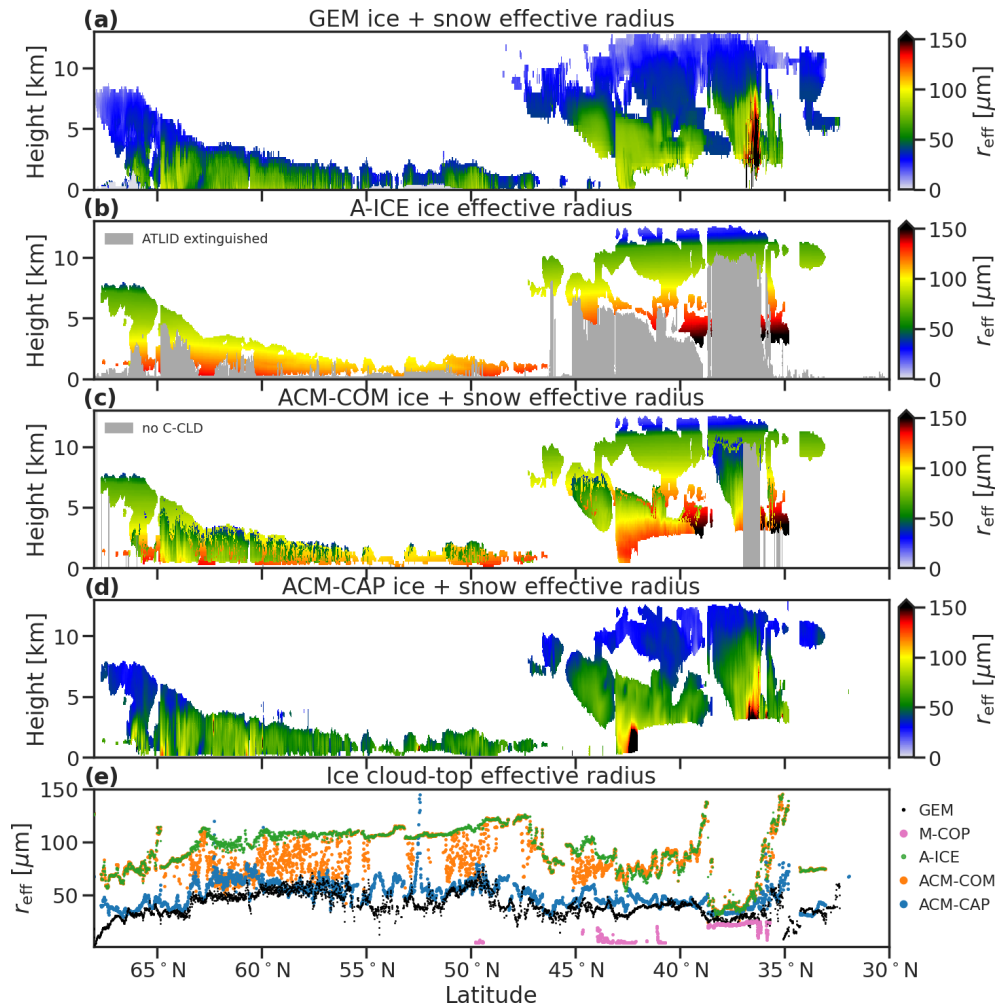 (a) GEM ice + snow effective radius
Height [km]
10
5
0
150
100
50
0
r_eff [μm]
(b) A-ICE ice effective radius
ATLID extinguished
Height [km]
10
5
0
150
100
50
0
r_eff [μm]
(c) ACM-COM ice + snow effective radius
no C-CLD
Height [km]
10
5
0
150
100
50
0
r_eff [μm]
(d) ACM-CAP ice + snow effective radius
Height [km]
10
5
0
150
100
50
0
r_eff [μm]
(e) Ice cloud-top effective radius
r_eff [μm]
150
100
50
GEM
M-COP
A-ICE
ACM-COM
ACM-CAP
65°N 60°N 55°N 50°N 45°N 40°N 35°N 30°N
Latitude